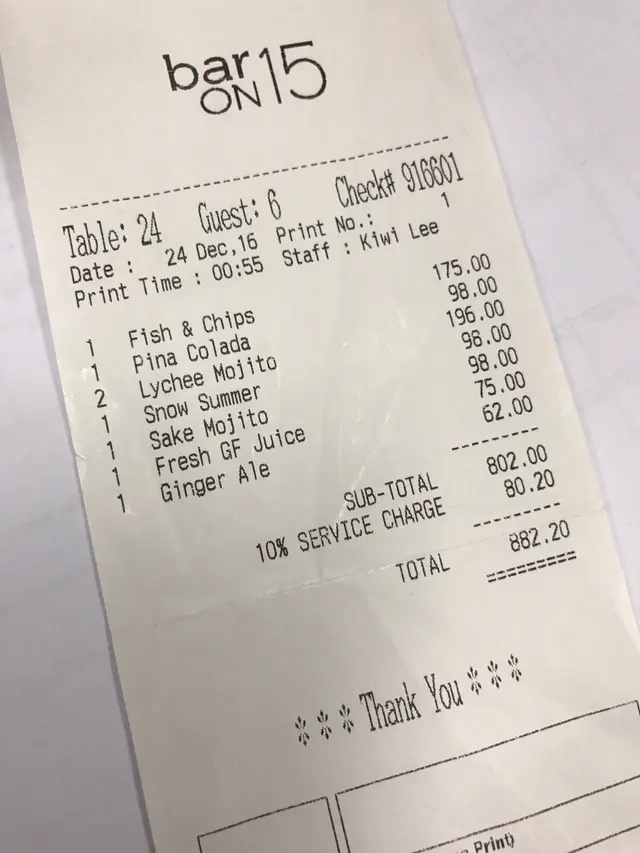 bar
ON 15
Table: 24 Guest: 6 Check# 916601
Date : 24 Dec,16 Print No.: 1
Print Time : 00:55 Staff : Kiwi Lee
1 Fish & Chips 175.00
1 Pina Colada 98.00
2 Lychee Mojito 196.00
1 Snow Summer 98.00
1 Sake Mojito 98.00
1 Fresh GF Juice 75.00
1 Ginger Ale 62.00
SUB-TOTAL 802.00
10% SERVICE CHARGE 80.20
TOTAL 882.20
*** Thank You ***
Print)